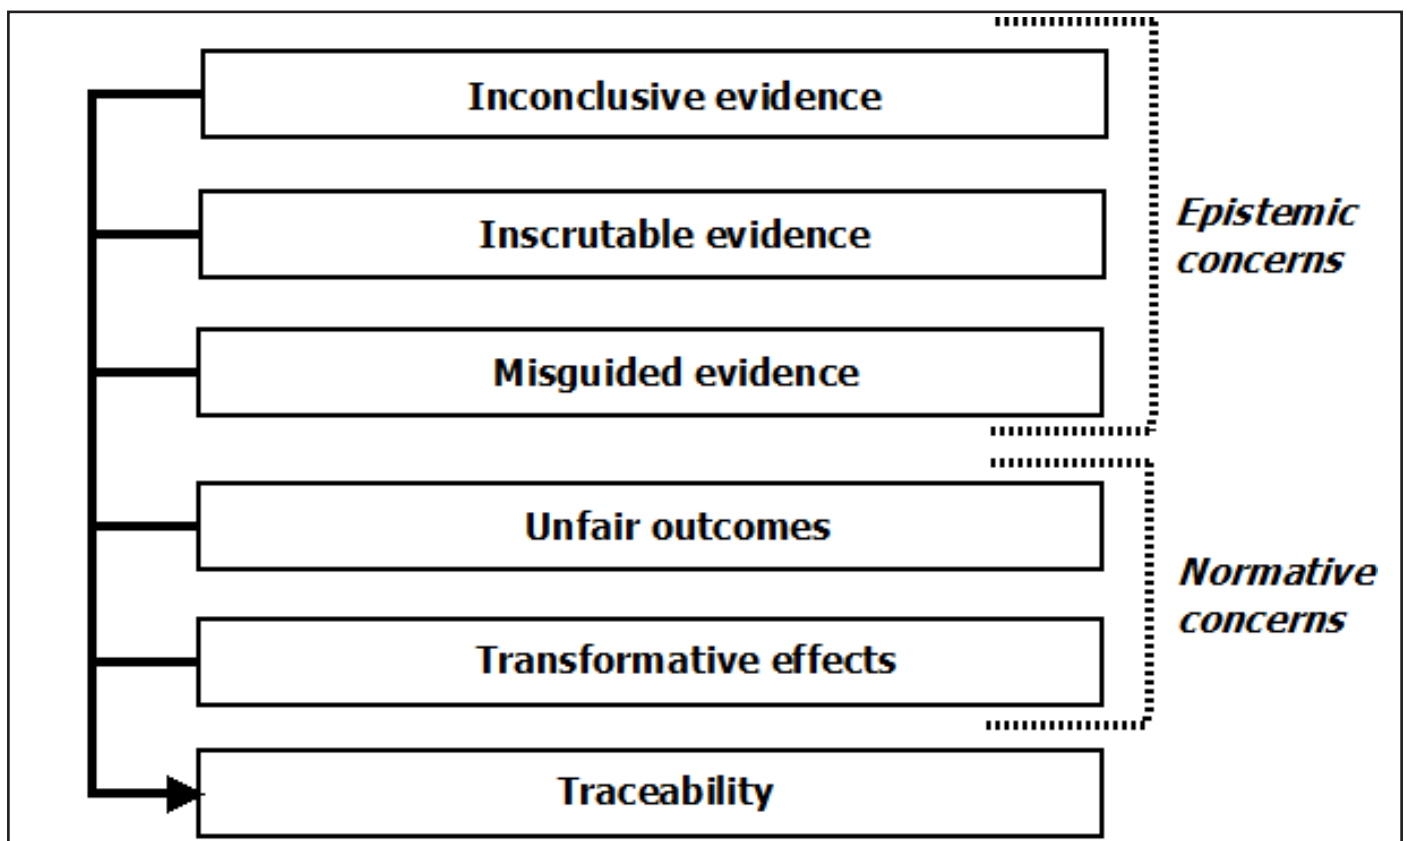 Inconclusive evidence
Inscrutable evidence
Epistemic
concerns
Misguided evidence
Unfair outcomes
Normative
concerns
Transformative effects
Traceability